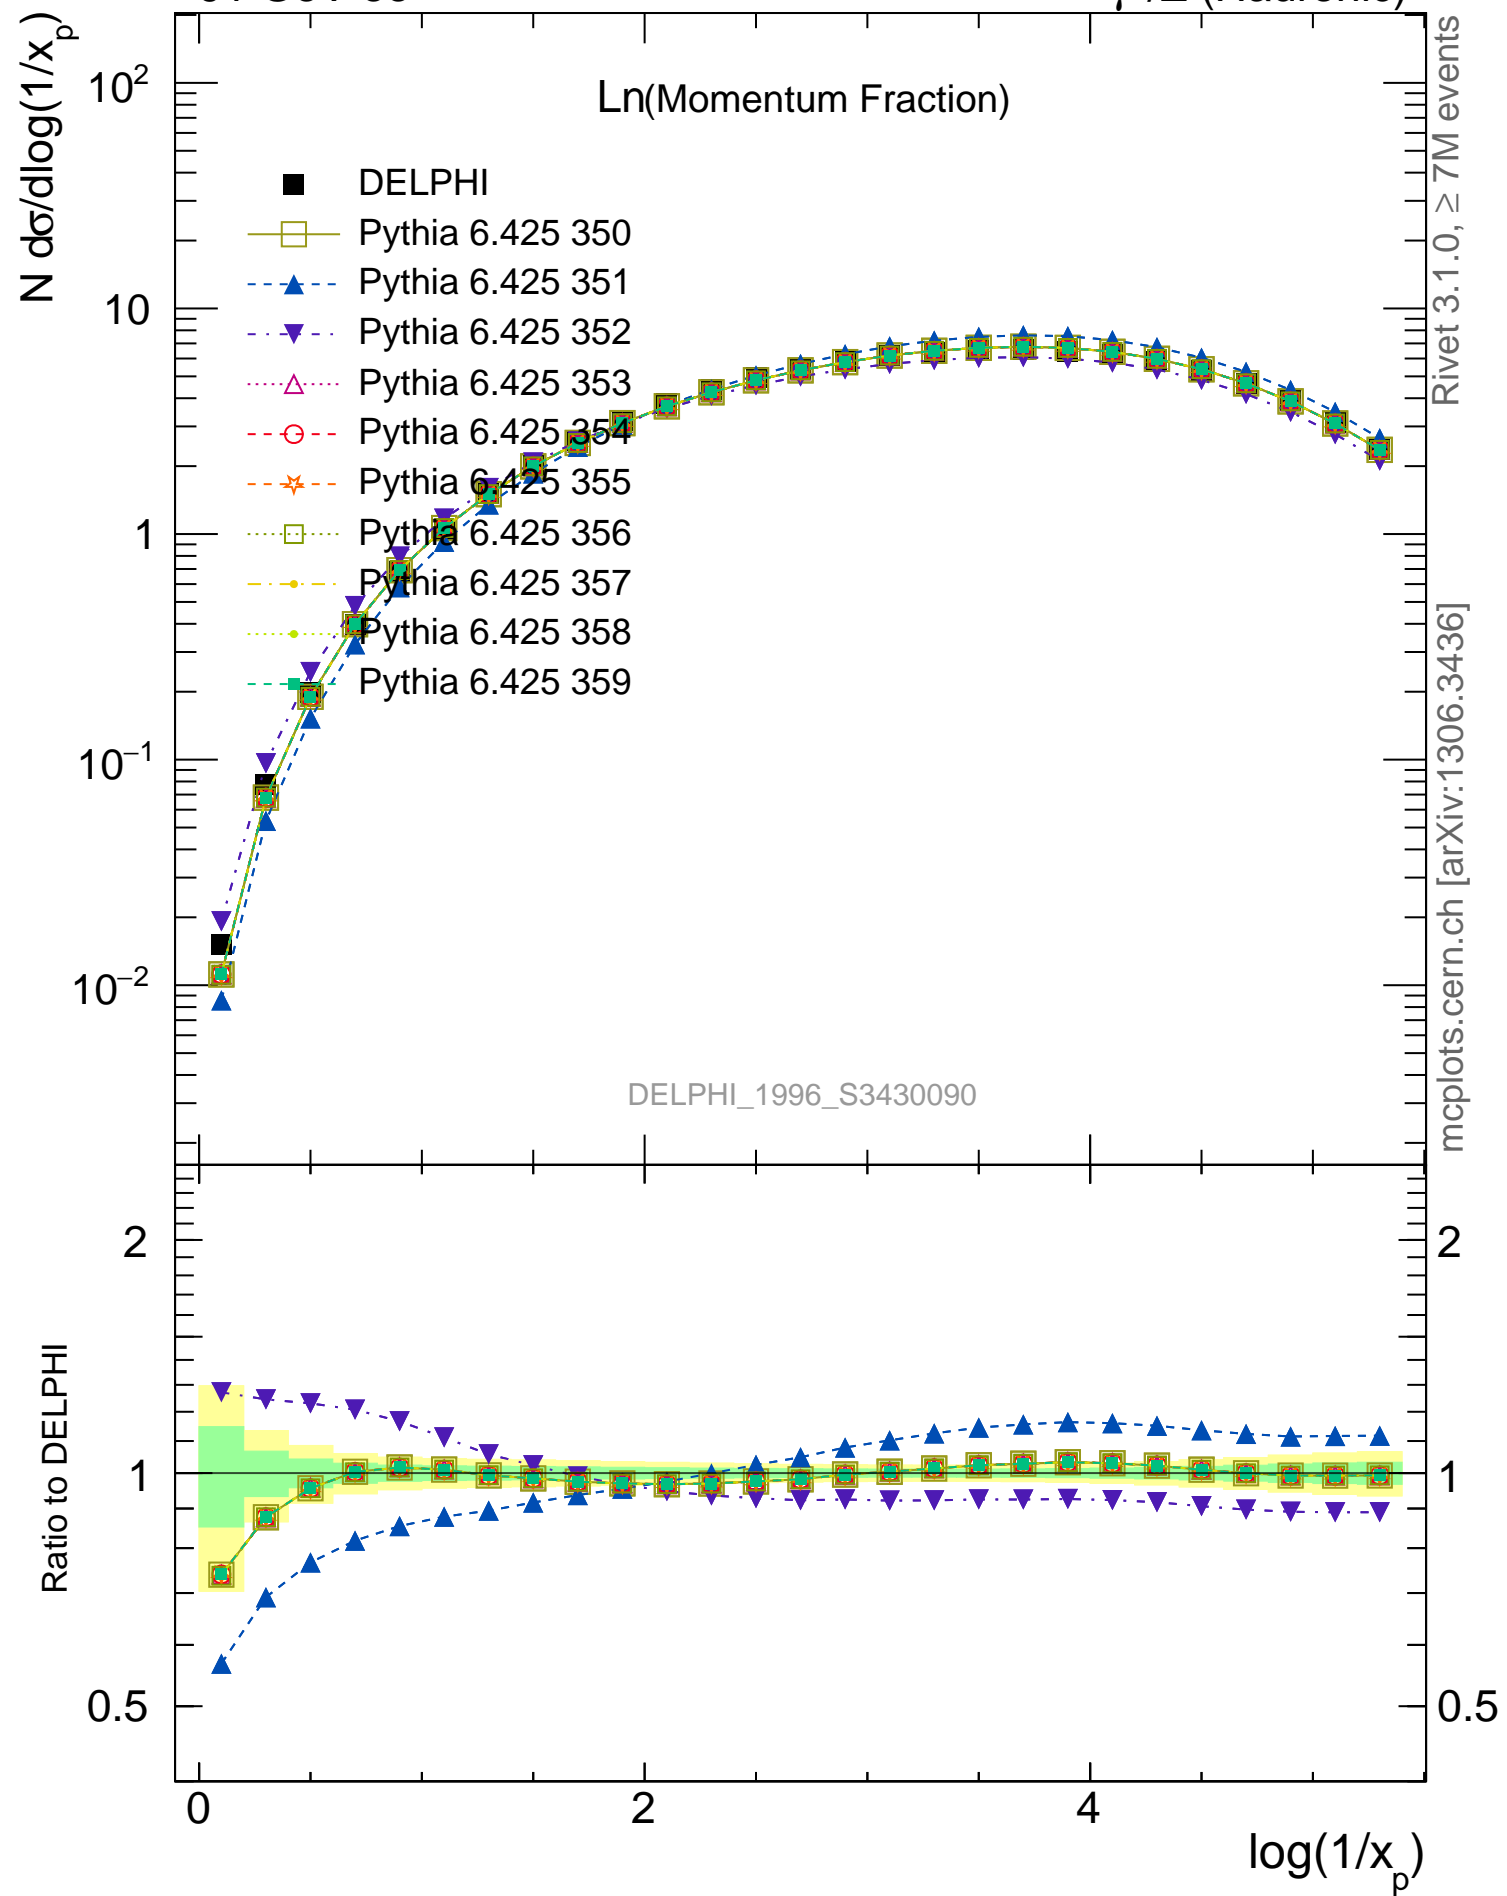 Ln(Momentum Fraction)
N dσ/dlog(1/x_p)
10²
10
1
10⁻¹
10⁻²
DELPHI
Pythia 6.425 350
Pythia 6.425 351
Pythia 6.425 352
Pythia 6.425 353
Pythia 6.425 354
Pythia 6.425 355
Pythia 6.425 356
Pythia 6.425 357
Pythia 6.425 358
Pythia 6.425 359
DELPHI_1996_S3430090
Rivet 3.1.0, ≥ 7M events
mcplots.cern.ch [arXiv:1306.3436]
Ratio to DELPHI
2
1
0.5
2
1
0.5
0
2
4
log(1/x_p)